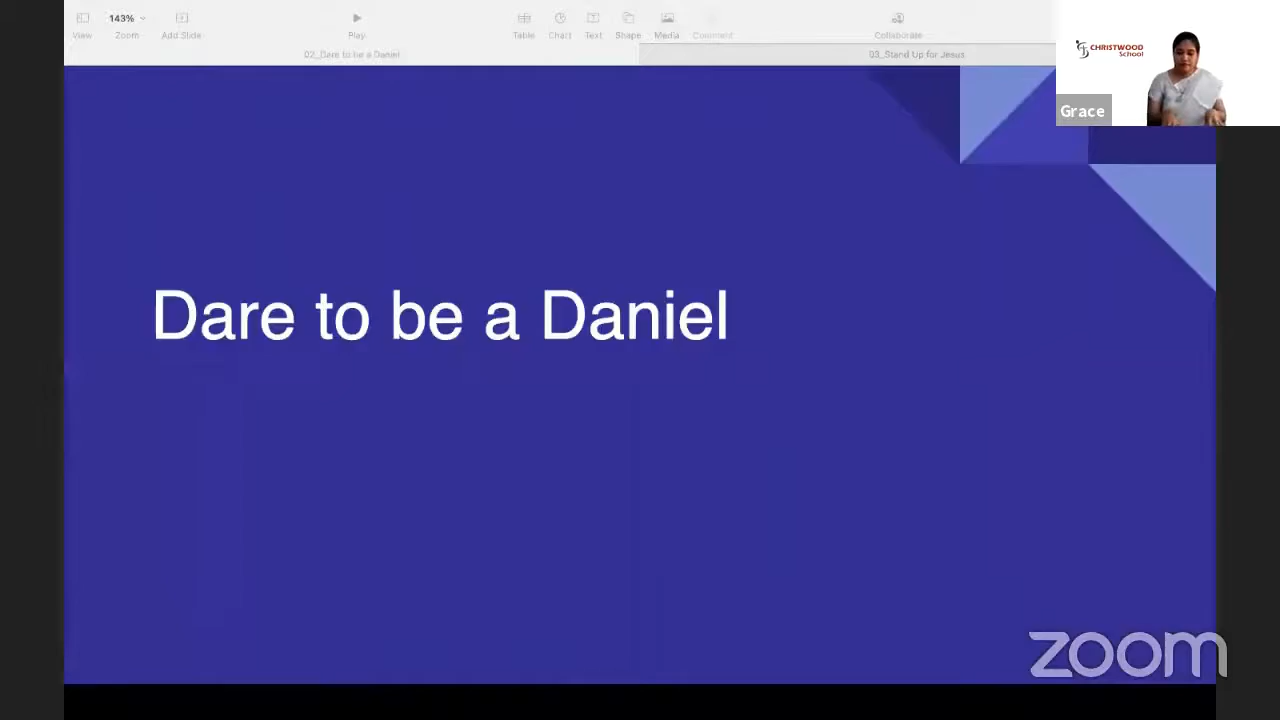 143%
View
Zoom
Add Slide
Play
Table
Chart
Text
Shape
Media
Comment
Collaborate
02_Dare to be a Daniel
03_Stand Up for Jesus
CHRISTWOOD
School
Grace
Dare to be a Daniel
zoom